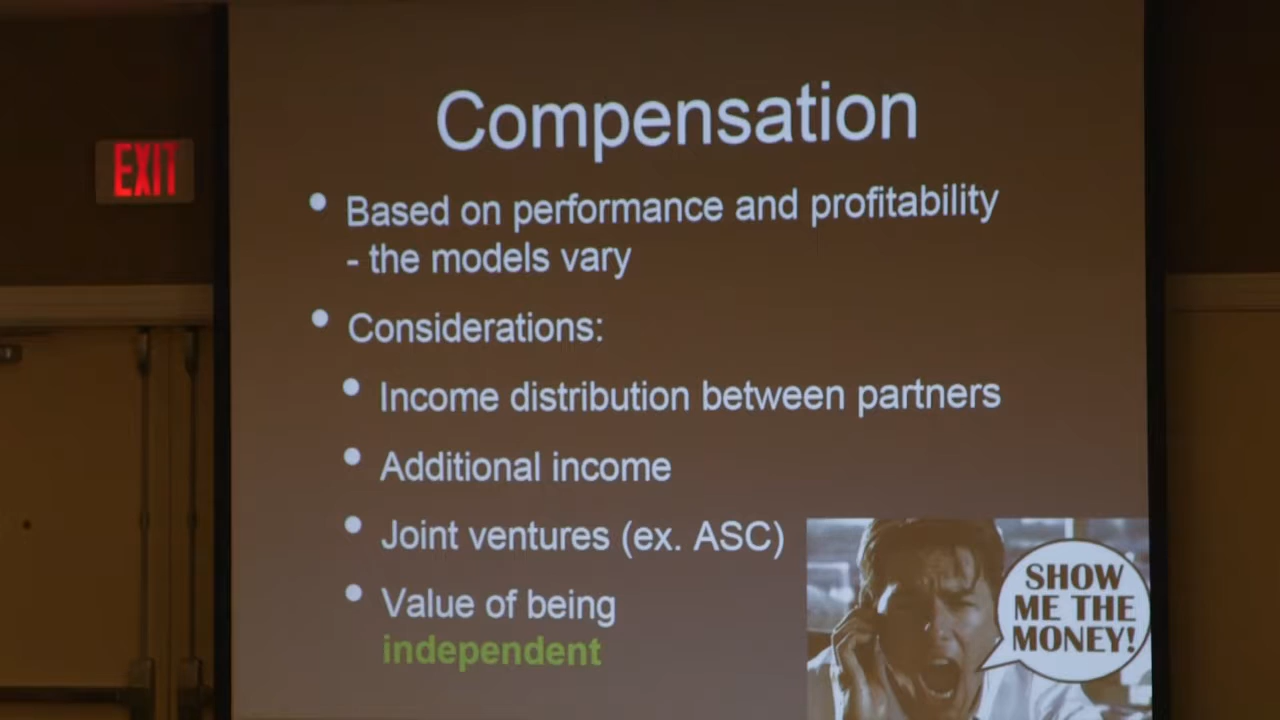 EXIT
Compensation
Based on performance and profitability
- the models vary
Considerations:
Income distribution between partners
Additional income
Joint ventures (ex. ASC)
Value of being
independent
SHOW
ME THE
MONEY!